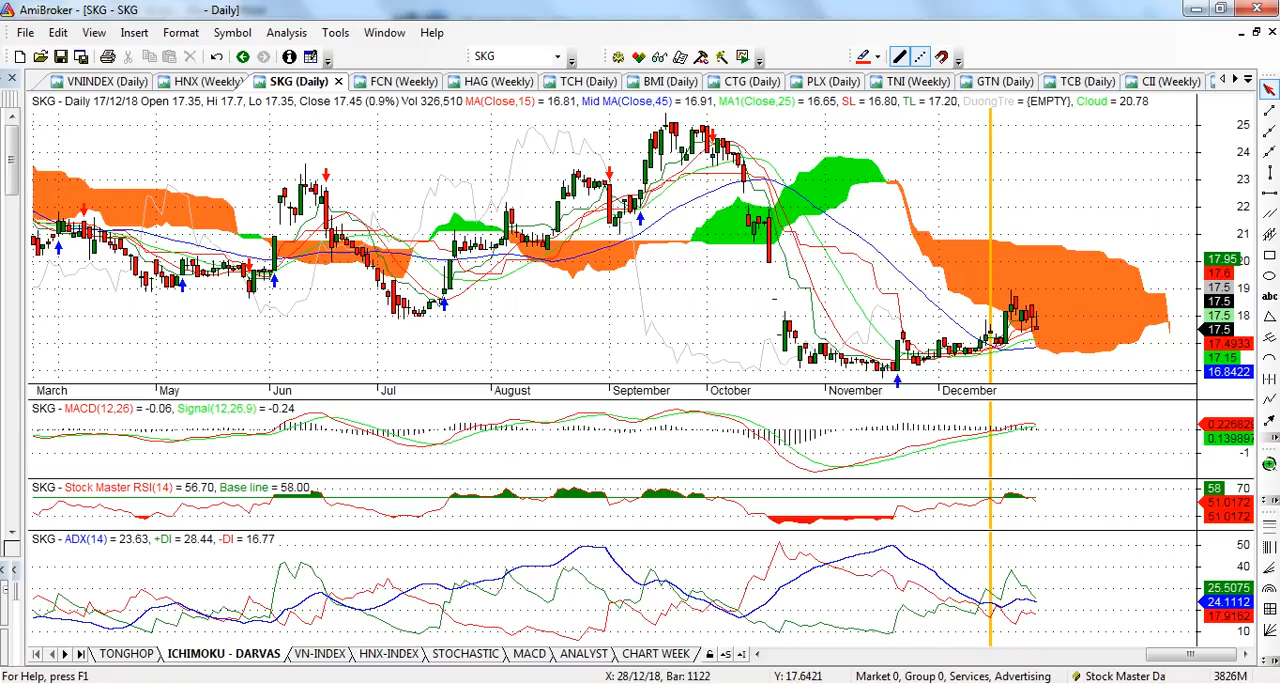 AmiBroker - [SKG - SKG - Daily]
File Edit View Insert Format Symbol Analysis Tools Window Help
SKG
VNINDEX (Daily) HNX (Weekly) SKG (Daily) FCN (Weekly) HAG (Weekly) TCH (Daily) BMI (Daily) CTG (Daily) PLX (Daily) TNI (Weekly) GTN (Daily) TCB (Daily) CII (Weekly)
SKG - Daily 17/12/18 Open 17.35, Hi 17.7, Lo 17.35, Close 17.45 (0.9%) Vol 326,510 MA(Close,15) = 16.81, Mid MA(Close,45) = 16.91, MA1(Close,25) = 16.65, SL = 16.80, TL = 17.20, DuongTre = {EMPTY}, Cloud = 20.78
25
24
23
22
21
17.95
17.6
17.5
19
17.5
17.5
18
17.5
17.4933
17.15
16.8422
March May Jun Jul August September October November December
SKG - MACD(12,26) = -0.06, Signal(12,26,9) = -0.24
0.226829
0.139897
-1
SKG - Stock Master RSI(14) = 56.70, Base line = 58.00
58 70
51.0172
51.0172
SKG - ADX(14) = 23.63, +DI = 28.44, -DI = 16.77
50
40
25.5075
24.1112
17.9162
10
TONGHOP ICHIMOKU - DARVAS VN-INDEX HNX-INDEX STOCHASTIC MACD ANALYST CHART WEEK
For Help, press F1 X: 28/12/18, Bar: 1122 Y: 17.6421 Market 0, Group 0, Services, Advertising Stock Master Da 3826M